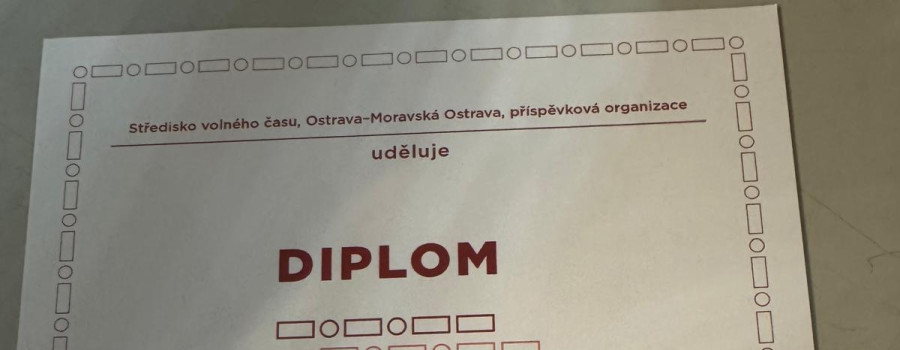 Středisko volného času, Ostrava–Moravská Ostrava, příspěvková organizace
uděluje
DIPLOM